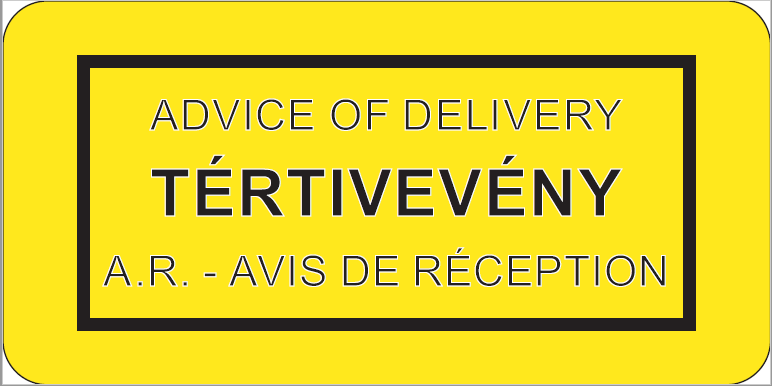 ADVICE OF DELIVERY
TÉRTIVEVÉNY
A.R. - AVIS DE RÉCEPTION